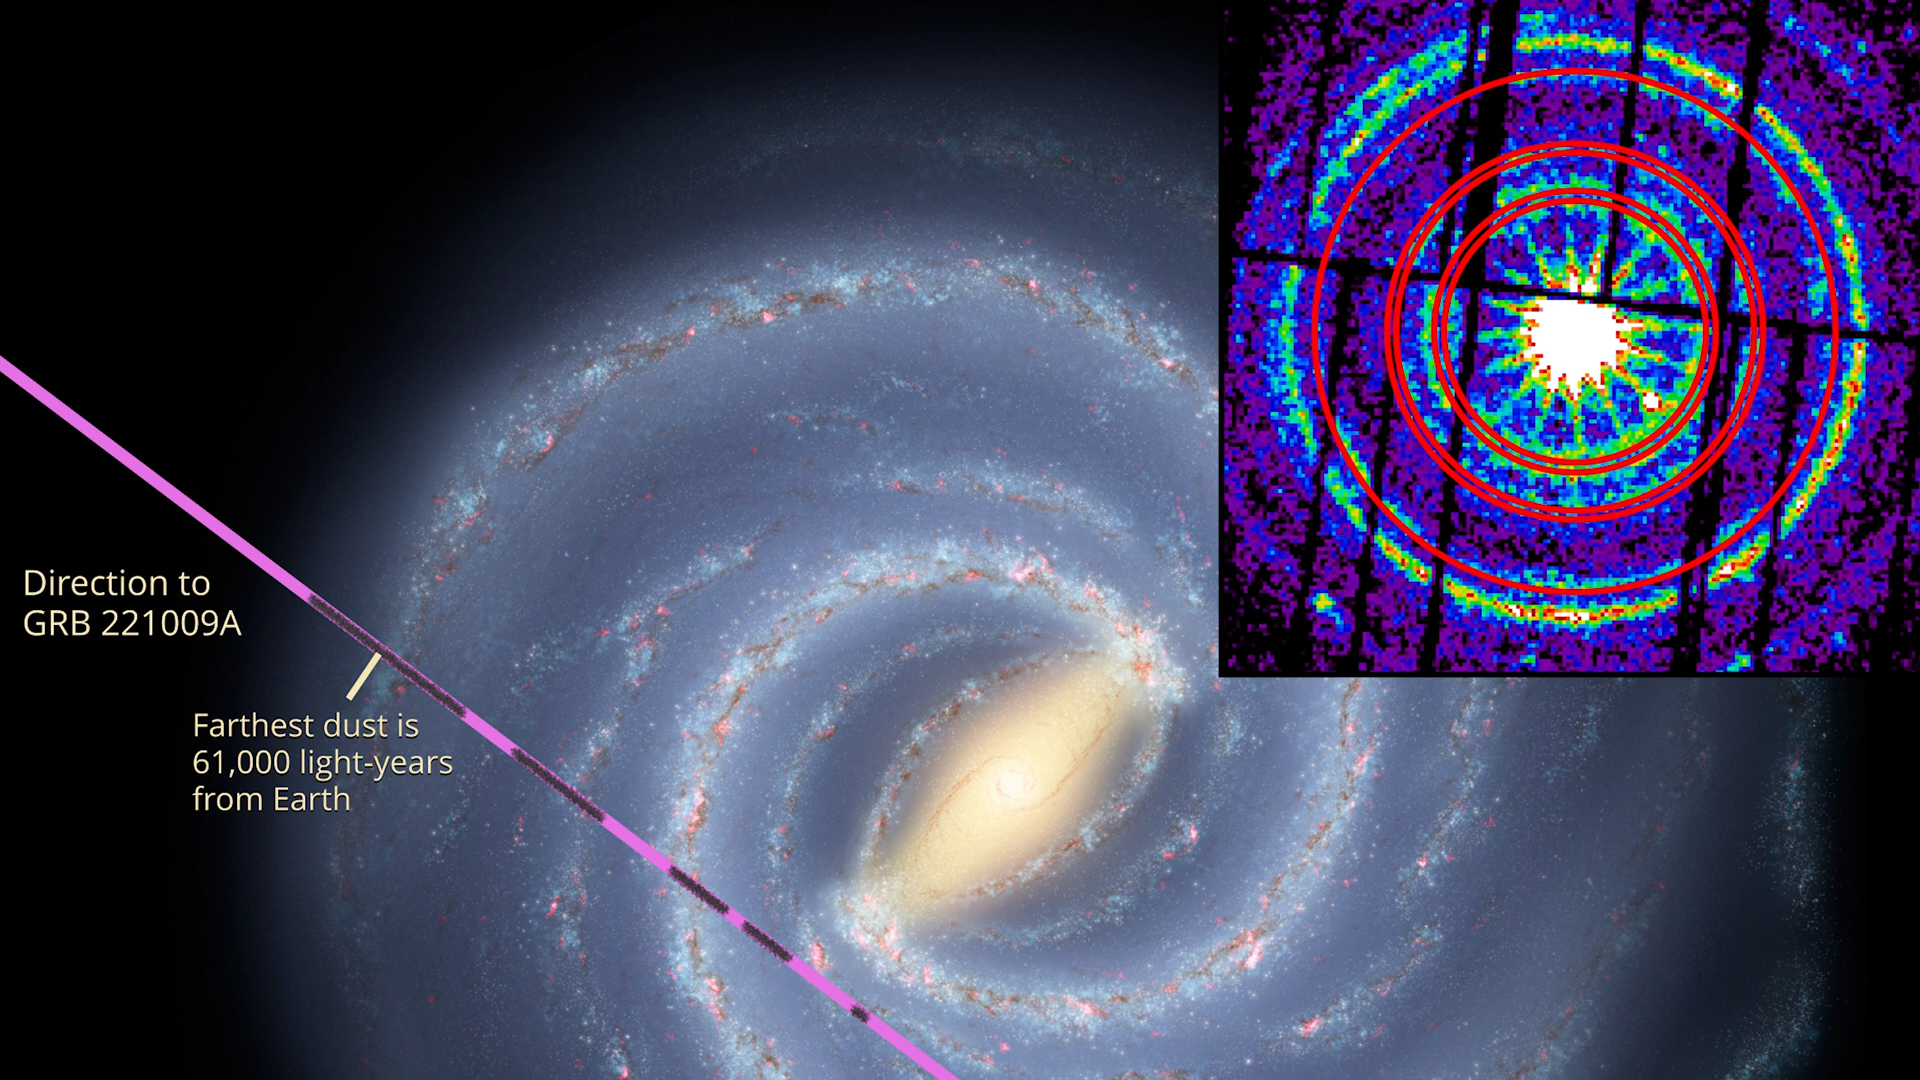 Direction to
GRB 221009A
Farthest dust is
61,000 light-years
from Earth